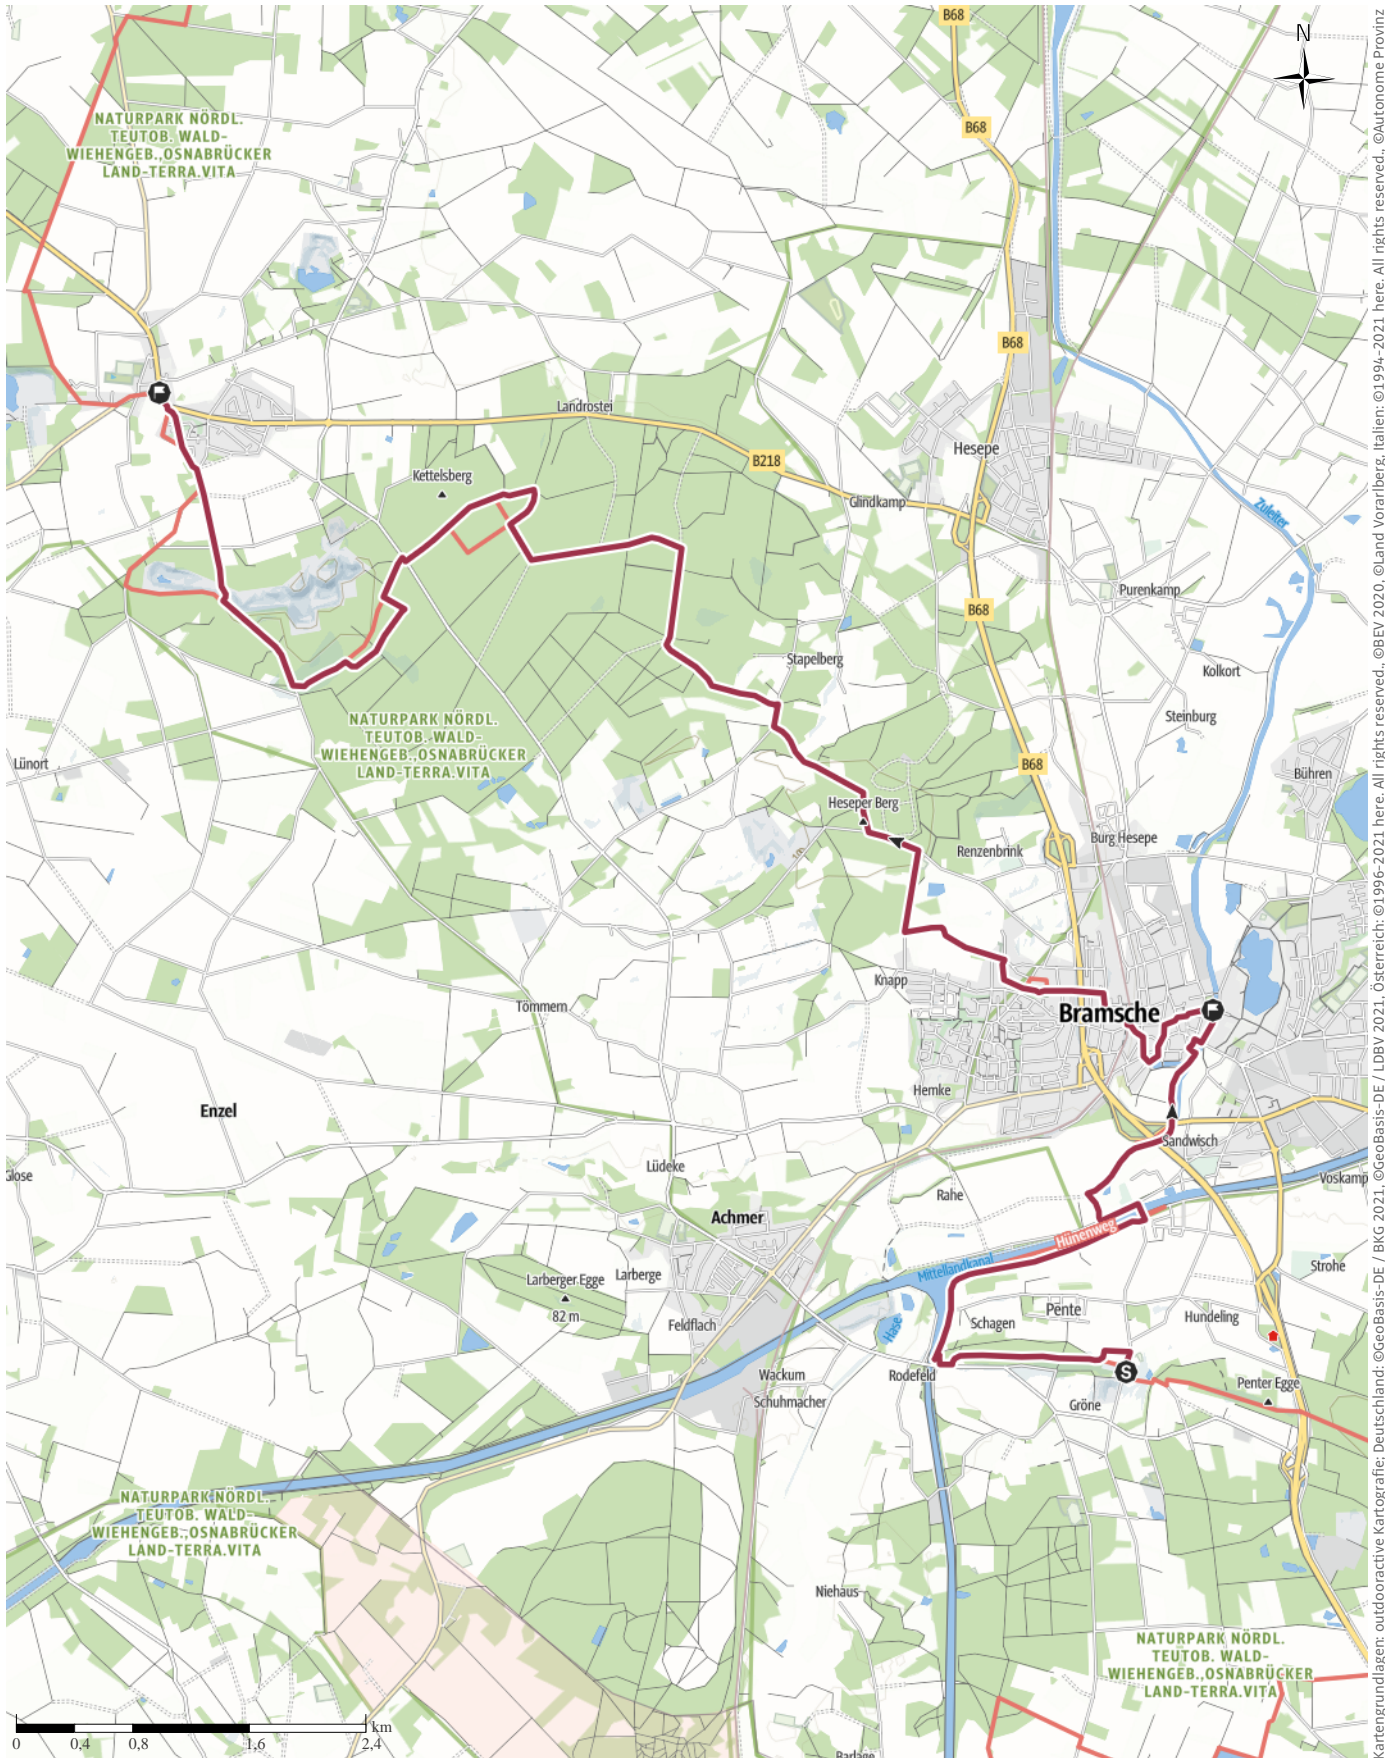 B68
N
B68
NATURPARK NÖRDL.
TEUTOB. WALD-
WIEHENGEB.,OSNABRÜCKER
LAND-TERRA.VITA
B68
Landrostei
Hesepe
B218
Kettelsberg
Glindkamp
Zuleiter
Purenkamp
B68
Stapelberg
Kolkort
Steinburg
NATURPARK NÖRDL.
TEUTOB. WALD-
WIEHENGEB.,OSNABRÜCKER
LAND-TERRA.VITA
Lünort
B68
Bühren
Heseper Berg
Burg Hesepe
Renzenbrink
100
Knapp
Tömmern
Bramsche
Hemke
Enzel
Sandwisch
Glose
Lüdeke
Voskamp
Rahe
Achmer
Hünenweg
Mittellandkanal
Strohe
Larberger Egge
Larberge
82 m
Pente
Hundeling
Feldflach
Hase
Schagen
Wackum
Rodefeld
S
Penter Egge
Schuhmacher
Gröne
NATURPARK NÖRDL.
TEUTOB. WALD-
WIEHENGEB.,OSNABRÜCKER
LAND-TERRA.VITA
Niehaus
NATURPARK NÖRDL.
TEUTOB. WALD-
WIEHENGEB.,OSNABRÜCKER
LAND-TERRA.VITA
km
0 0,4 0,8 1,6 2,4
Barlage
artengrundlagen: outdooractive Kartografie; Deutschland: ©GeoBasis-DE / BKG 2021, ©GeoBasis-DE / LDBV 2021, Österreich: ©1996-2021 here. All rights reserved., ©BEV 2020, ©Land Vorarlberg, Italien: ©1994-2021 here. All rights reserved., ©Autonome Provinz